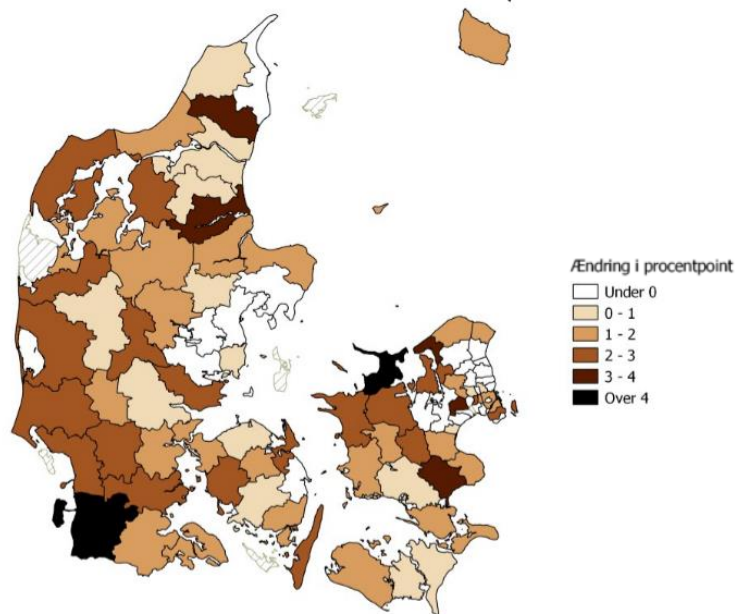 Ændring i procentpoint
Under 0
0 - 1
1 - 2
2 - 3
3 - 4
Over 4